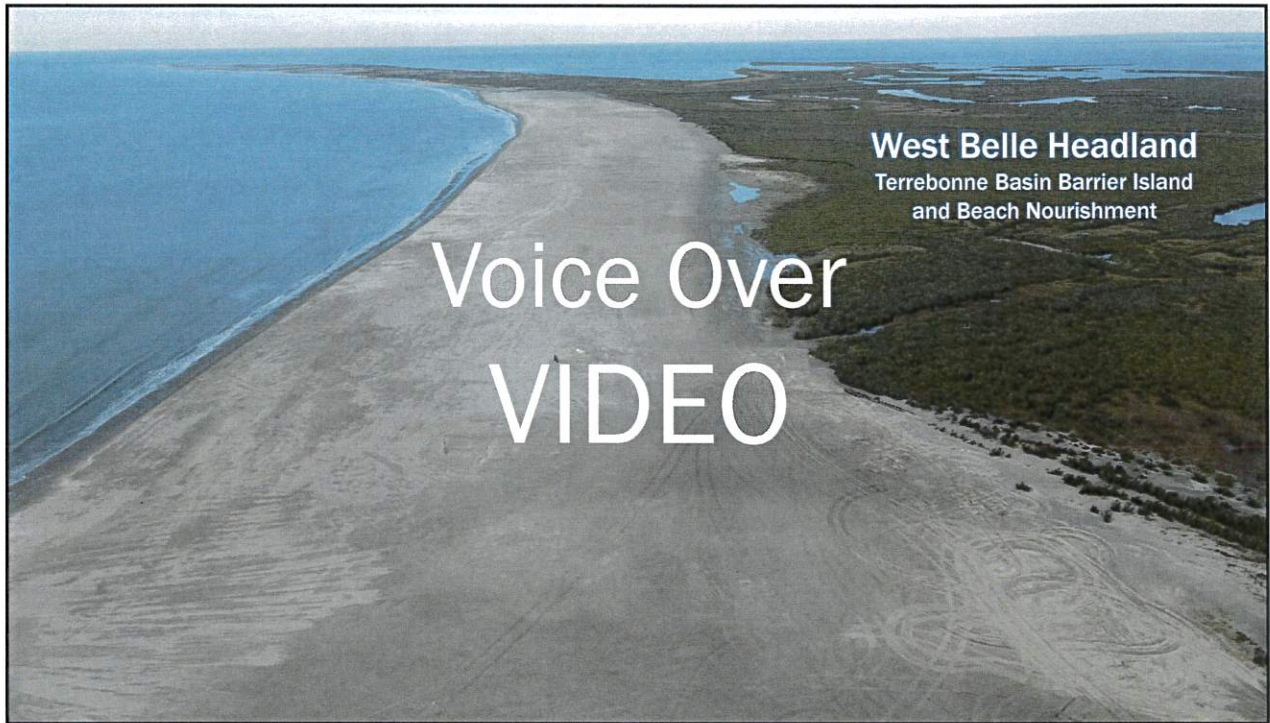 West Belle Headland
Terrebonne Basin Barrier Island
and Beach Nourishment
Voice Over
VIDEO